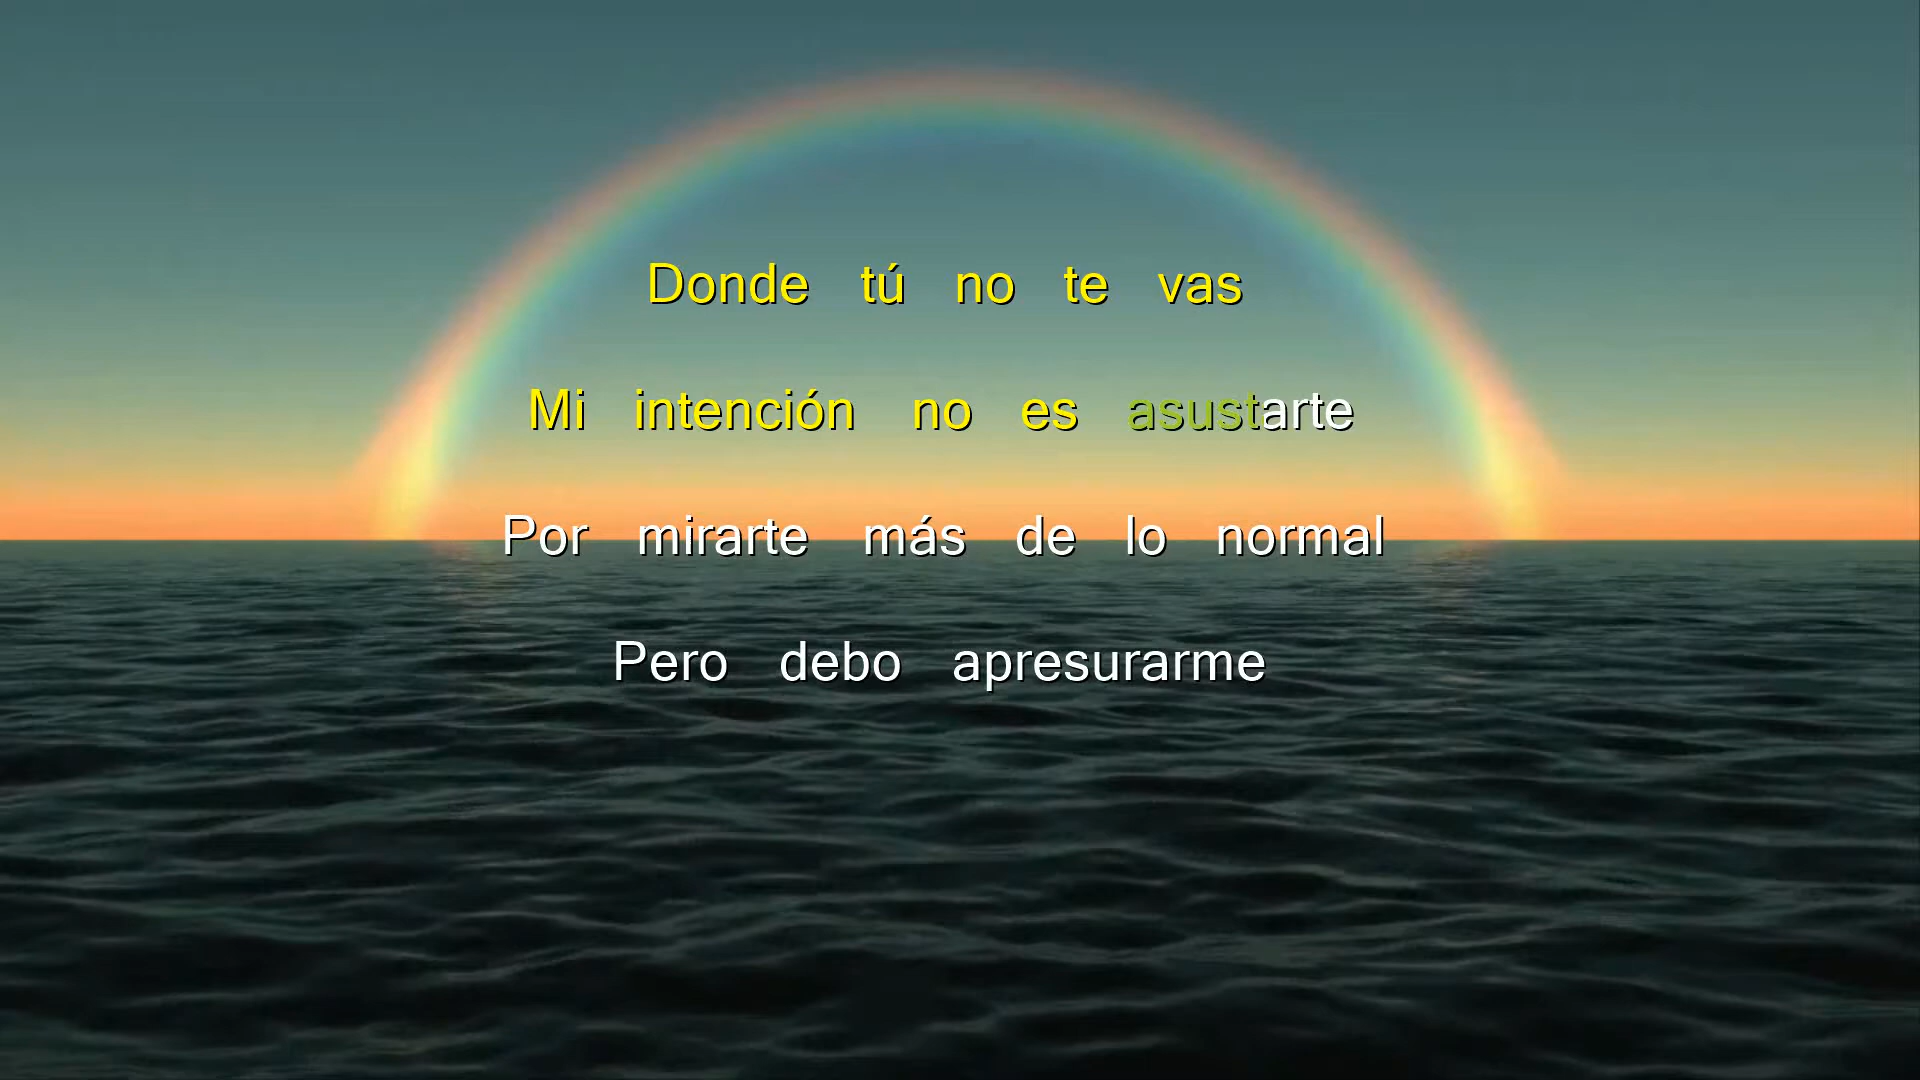 Donde tú no te vas
Mi intención no es asustarte
Por mirarte más de lo normal
Pero debo apresurarme